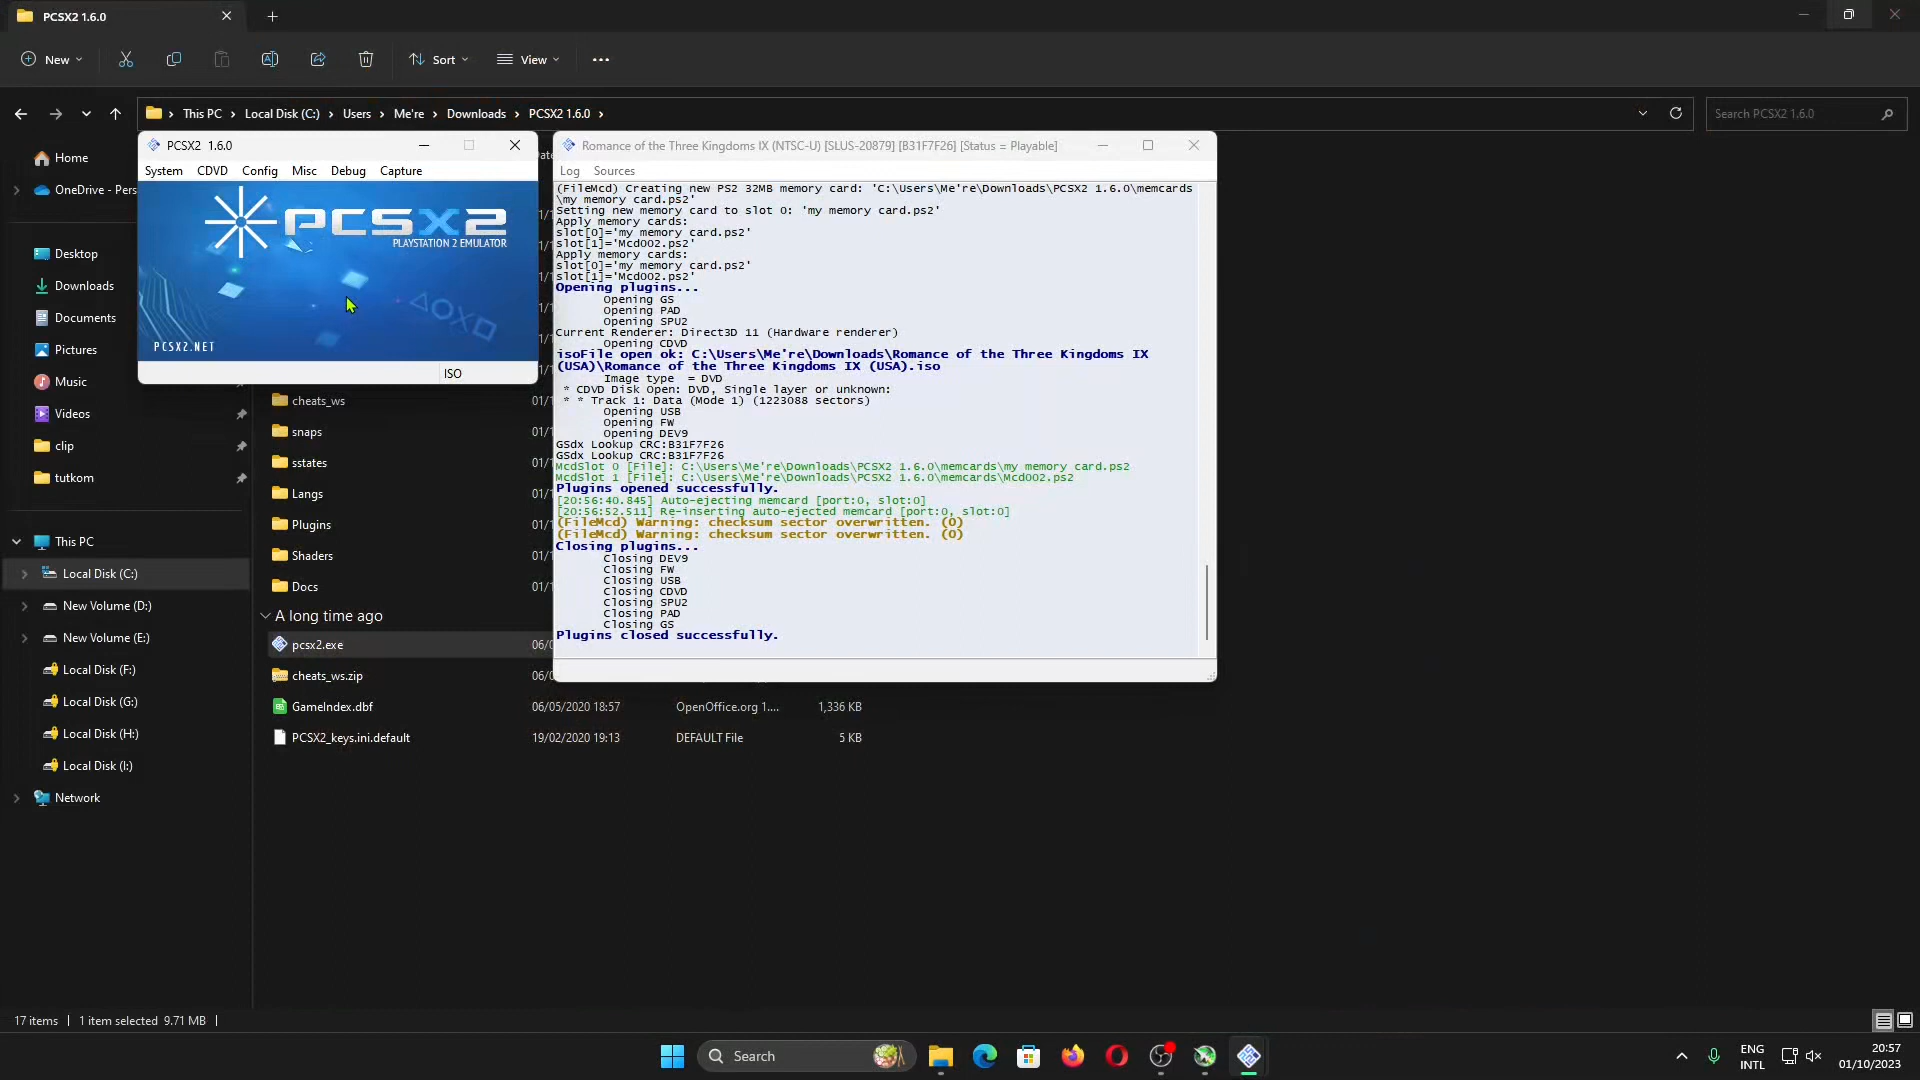 PCSX2 1.6.0
New
Sort
View
This PC
Local Disk (C:)
Users
Me're
Downloads
PCSX2 1.6.0
Search PCSX2 1.6.0
Home
OneDrive - Pers
Desktop
Downloads
Documents
Pictures
Music
Videos
clip
tutkom
This PC
Local Disk (C:)
New Volume (D:)
New Volume (E:)
Local Disk (F:)
Local Disk (G:)
Local Disk (H:)
Local Disk (I:)
Network
PCSX2 1.6.0
System CDVD Config Misc Debug Capture
PCSX2
PLAYSTATION 2 EMULATOR
PCSX2.NET
ISO
cheats_ws
snaps
sstates
Langs
Plugins
Shaders
Docs
A long time ago
pcsx2.exe
cheats_ws.zip
GameIndex.dbf 06/05/2020 18:57 OpenOffice.org 1.... 1,336 KB
PCSX2_keys.ini.default 19/02/2020 19:13 DEFAULT File 5 KB
Romance of the Three Kingdoms IX (NTSC-U) [SLUS-20879] [B31F7F26] [Status = Playable]
Log Sources
(FileMcd) Creating new PS2 32MB memory card: 'C:\Users\Me're\Downloads\PCSX2 1.6.0\memcards
\my memory card.ps2'
Setting new memory card to slot 0: 'my memory card.ps2'
Apply memory cards:
slot[0]='my memory card.ps2'
slot[1]='Mcd002.ps2'
Apply memory cards:
slot[0]='my memory card.ps2'
slot[1]='Mcd002.ps2'
Opening plugins...
Opening GS
Opening PAD
Opening SPU2
Current Renderer: Direct3D 11 (Hardware renderer)
Opening CDVD
isoFile open ok: C:\Users\Me're\Downloads\Romance of the Three Kingdoms IX
(USA)\Romance of the Three Kingdoms IX (USA).iso
Image type = DVD
* CDVD Disk Open: DVD, Single layer or unknown:
* * Track 1: Data (Mode 1) (1223088 sectors)
Opening USB
Opening FW
Opening DEV9
GSdx Lookup CRC:B31F7F26
GSdx Lookup CRC:B31F7F26
McdSlot 0 [File]: C:\Users\Me're\Downloads\PCSX2 1.6.0\memcards\my memory card.ps2
McdSlot 1 [File]: C:\Users\Me're\Downloads\PCSX2 1.6.0\memcards\Mcd002.ps2
Plugins opened successfully.
[20:56:40.845] Auto-ejecting memcard [port:0, slot:0]
[20:56:52.511] Re-inserting auto-ejected memcard [port:0, slot:0]
(FileMcd) Warning: checksum sector overwritten. (0)
(FileMcd) Warning: checksum sector overwritten. (0)
Closing plugins...
Closing DEV9
Closing FW
Closing USB
Closing CDVD
Closing SPU2
Closing PAD
Closing GS
Plugins closed successfully.
17 items 1 item selected 9.71 MB
Search
ENG
INTL
20:57
01/10/2023